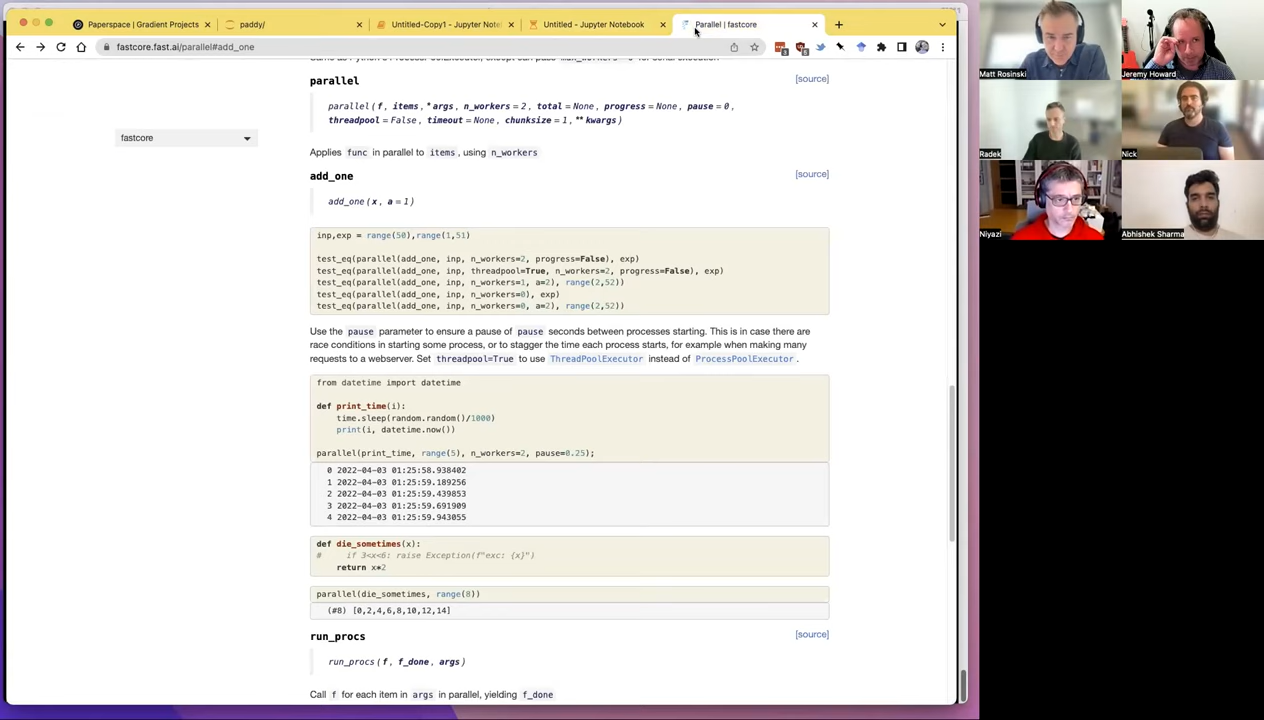 Paperspace | Gradient Projects
paddy/
Untitled-Copy1 - Jupyter Note
Untitled - Jupyter Notebook
Parallel | fastcore
fastcore.fast.ai/parallel#add_one
fastcore
parallel
[source]
parallel(f, items, *args, n_workers=2, total=None, progress=None, pause=0,
threadpool=False, timeout=None, chunksize=1, **kwargs)
Applies func in parallel to items, using n_workers
add_one
[source]
add_one(x, a=1)
inp,exp = range(50),range(1,51)
test_eq(parallel(add_one, inp, n_workers=2, progress=False), exp)
test_eq(parallel(add_one, inp, threadpool=True, n_workers=2, progress=False), exp)
test_eq(parallel(add_one, inp, n_workers=1, a=2), range(2,52))
test_eq(parallel(add_one, inp, n_workers=0), exp)
test_eq(parallel(add_one, inp, n_workers=0, a=2), range(2,52))
Use the pause parameter to ensure a pause of pause seconds between processes starting. This is in case there are
race conditions in starting some process, or to stagger the time each process starts, for example when making many
requests to a webserver. Set threadpool=True to use ThreadPoolExecutor instead of ProcessPoolExecutor.
from datetime import datetime
def print_time(i):
time.sleep(random.random()/1000)
print(i, datetime.now())
parallel(print_time, range(5), n_workers=2, pause=0.25);
0 2022-04-03 01:25:58.938402
1 2022-04-03 01:25:59.189256
2 2022-04-03 01:25:59.439853
3 2022-04-03 01:25:59.691909
4 2022-04-03 01:25:59.943055
def die_sometimes(x):
# if 3<x<6: raise Exception(f"exc: {x}")
return x*2
parallel(die_sometimes, range(8))
(#8) [0,2,4,6,8,10,12,14]
run_procs
[source]
run_procs(f, f_done, args)
Call f for each item in args in parallel, yielding f_done
Matt Rosinski
Jeremy Howard
Radek
Nick
Niyazi
Abhishek Sharma